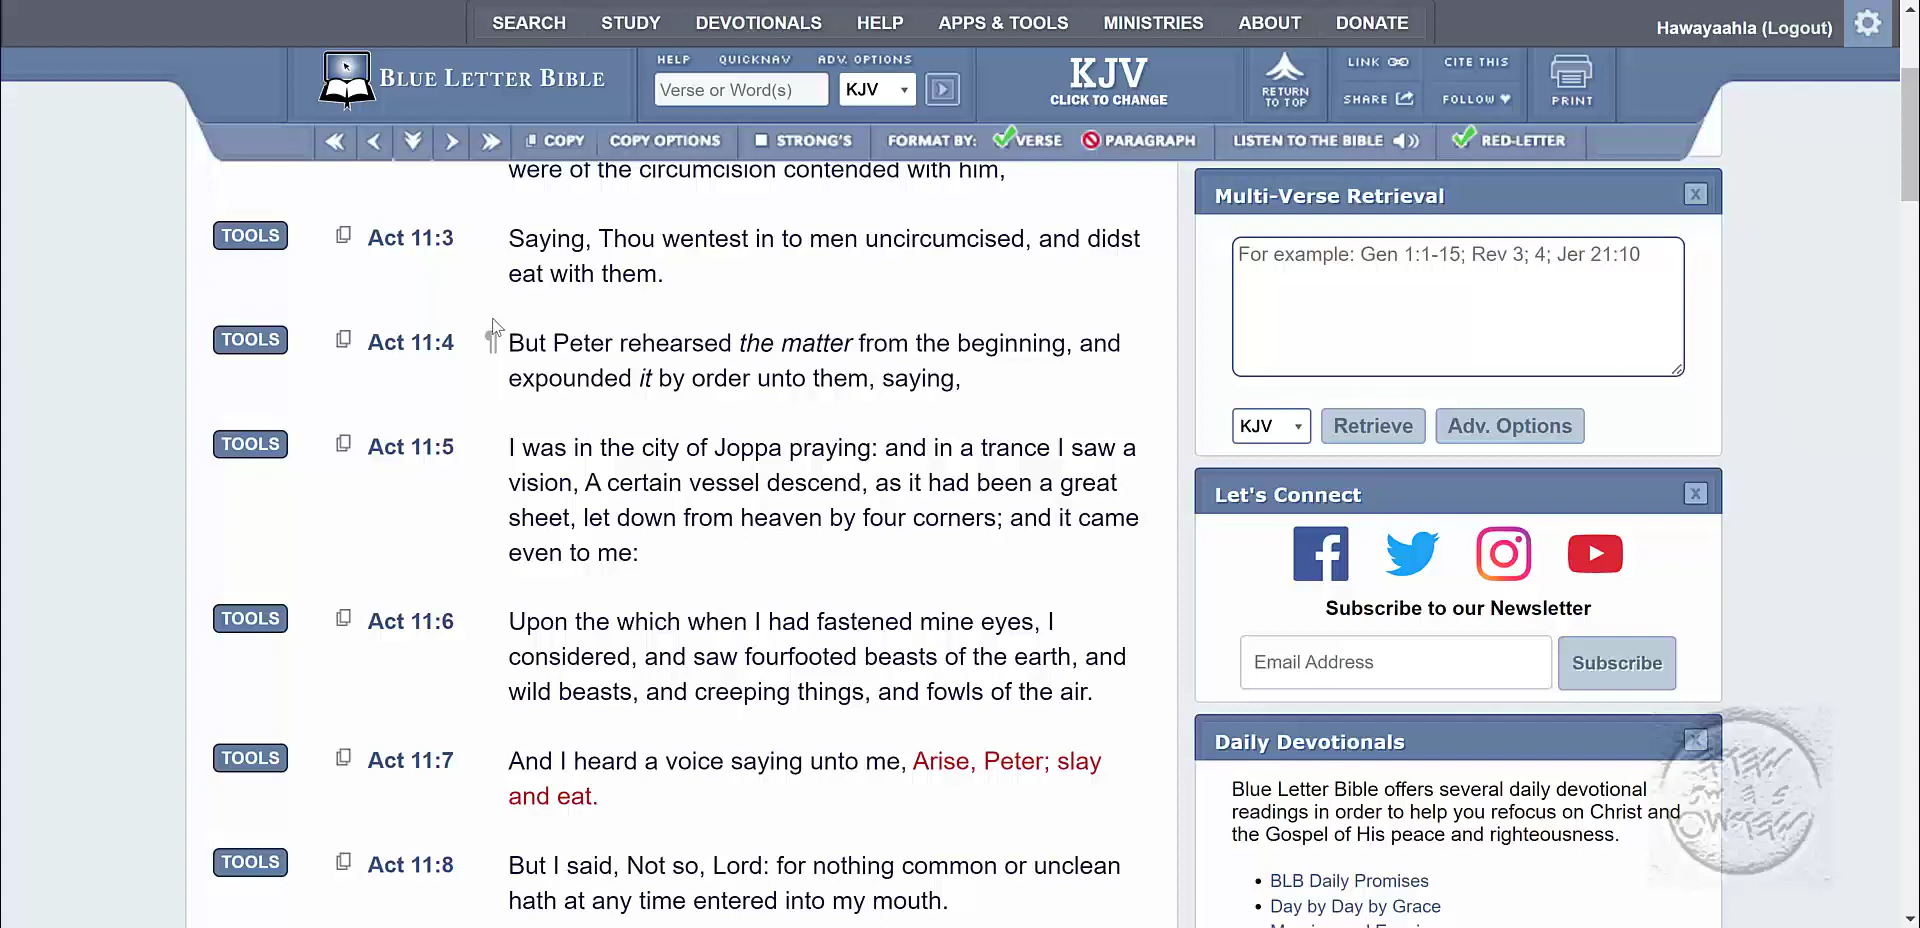 SEARCH STUDY DEVOTIONALS HELP APPS & TOOLS MINISTRIES ABOUT DONATE
Hawayaahla (Logout)
BLUE LETTER BIBLE
HELP QUICKNAV ADV. OPTIONS
Verse or Word(s) KJV
KJV
CLICK TO CHANGE
RETURN
TO TOP
LINK CITE THIS
SHARE FOLLOW
PRINT
COPY COPY OPTIONS STRONG'S FORMAT BY: VERSE PARAGRAPH LISTEN TO THE BIBLE RED-LETTER
were of the circumcision contended with him,
TOOLS Act 11:3 Saying, Thou wentest in to men uncircumcised, and didst
eat with them.
TOOLS Act 11:4 ¶ But Peter rehearsed the matter from the beginning, and
expounded it by order unto them, saying,
TOOLS Act 11:5 I was in the city of Joppa praying: and in a trance I saw a
vision, A certain vessel descend, as it had been a great
sheet, let down from heaven by four corners; and it came
even to me:
TOOLS Act 11:6 Upon the which when I had fastened mine eyes, I
considered, and saw fourfooted beasts of the earth, and
wild beasts, and creeping things, and fowls of the air.
TOOLS Act 11:7 And I heard a voice saying unto me, Arise, Peter; slay
and eat.
TOOLS Act 11:8 But I said, Not so, Lord: for nothing common or unclean
hath at any time entered into my mouth.
Multi-Verse Retrieval X
For example: Gen 1:1-15; Rev 3; 4; Jer 21:10
KJV Retrieve Adv. Options
Let's Connect X
Subscribe to our Newsletter
Email Address Subscribe
Daily Devotionals
Blue Letter Bible offers several daily devotional
readings in order to help you refocus on Christ and
the Gospel of His peace and righteousness.
• BLB Daily Promises
• Day by Day by Grace